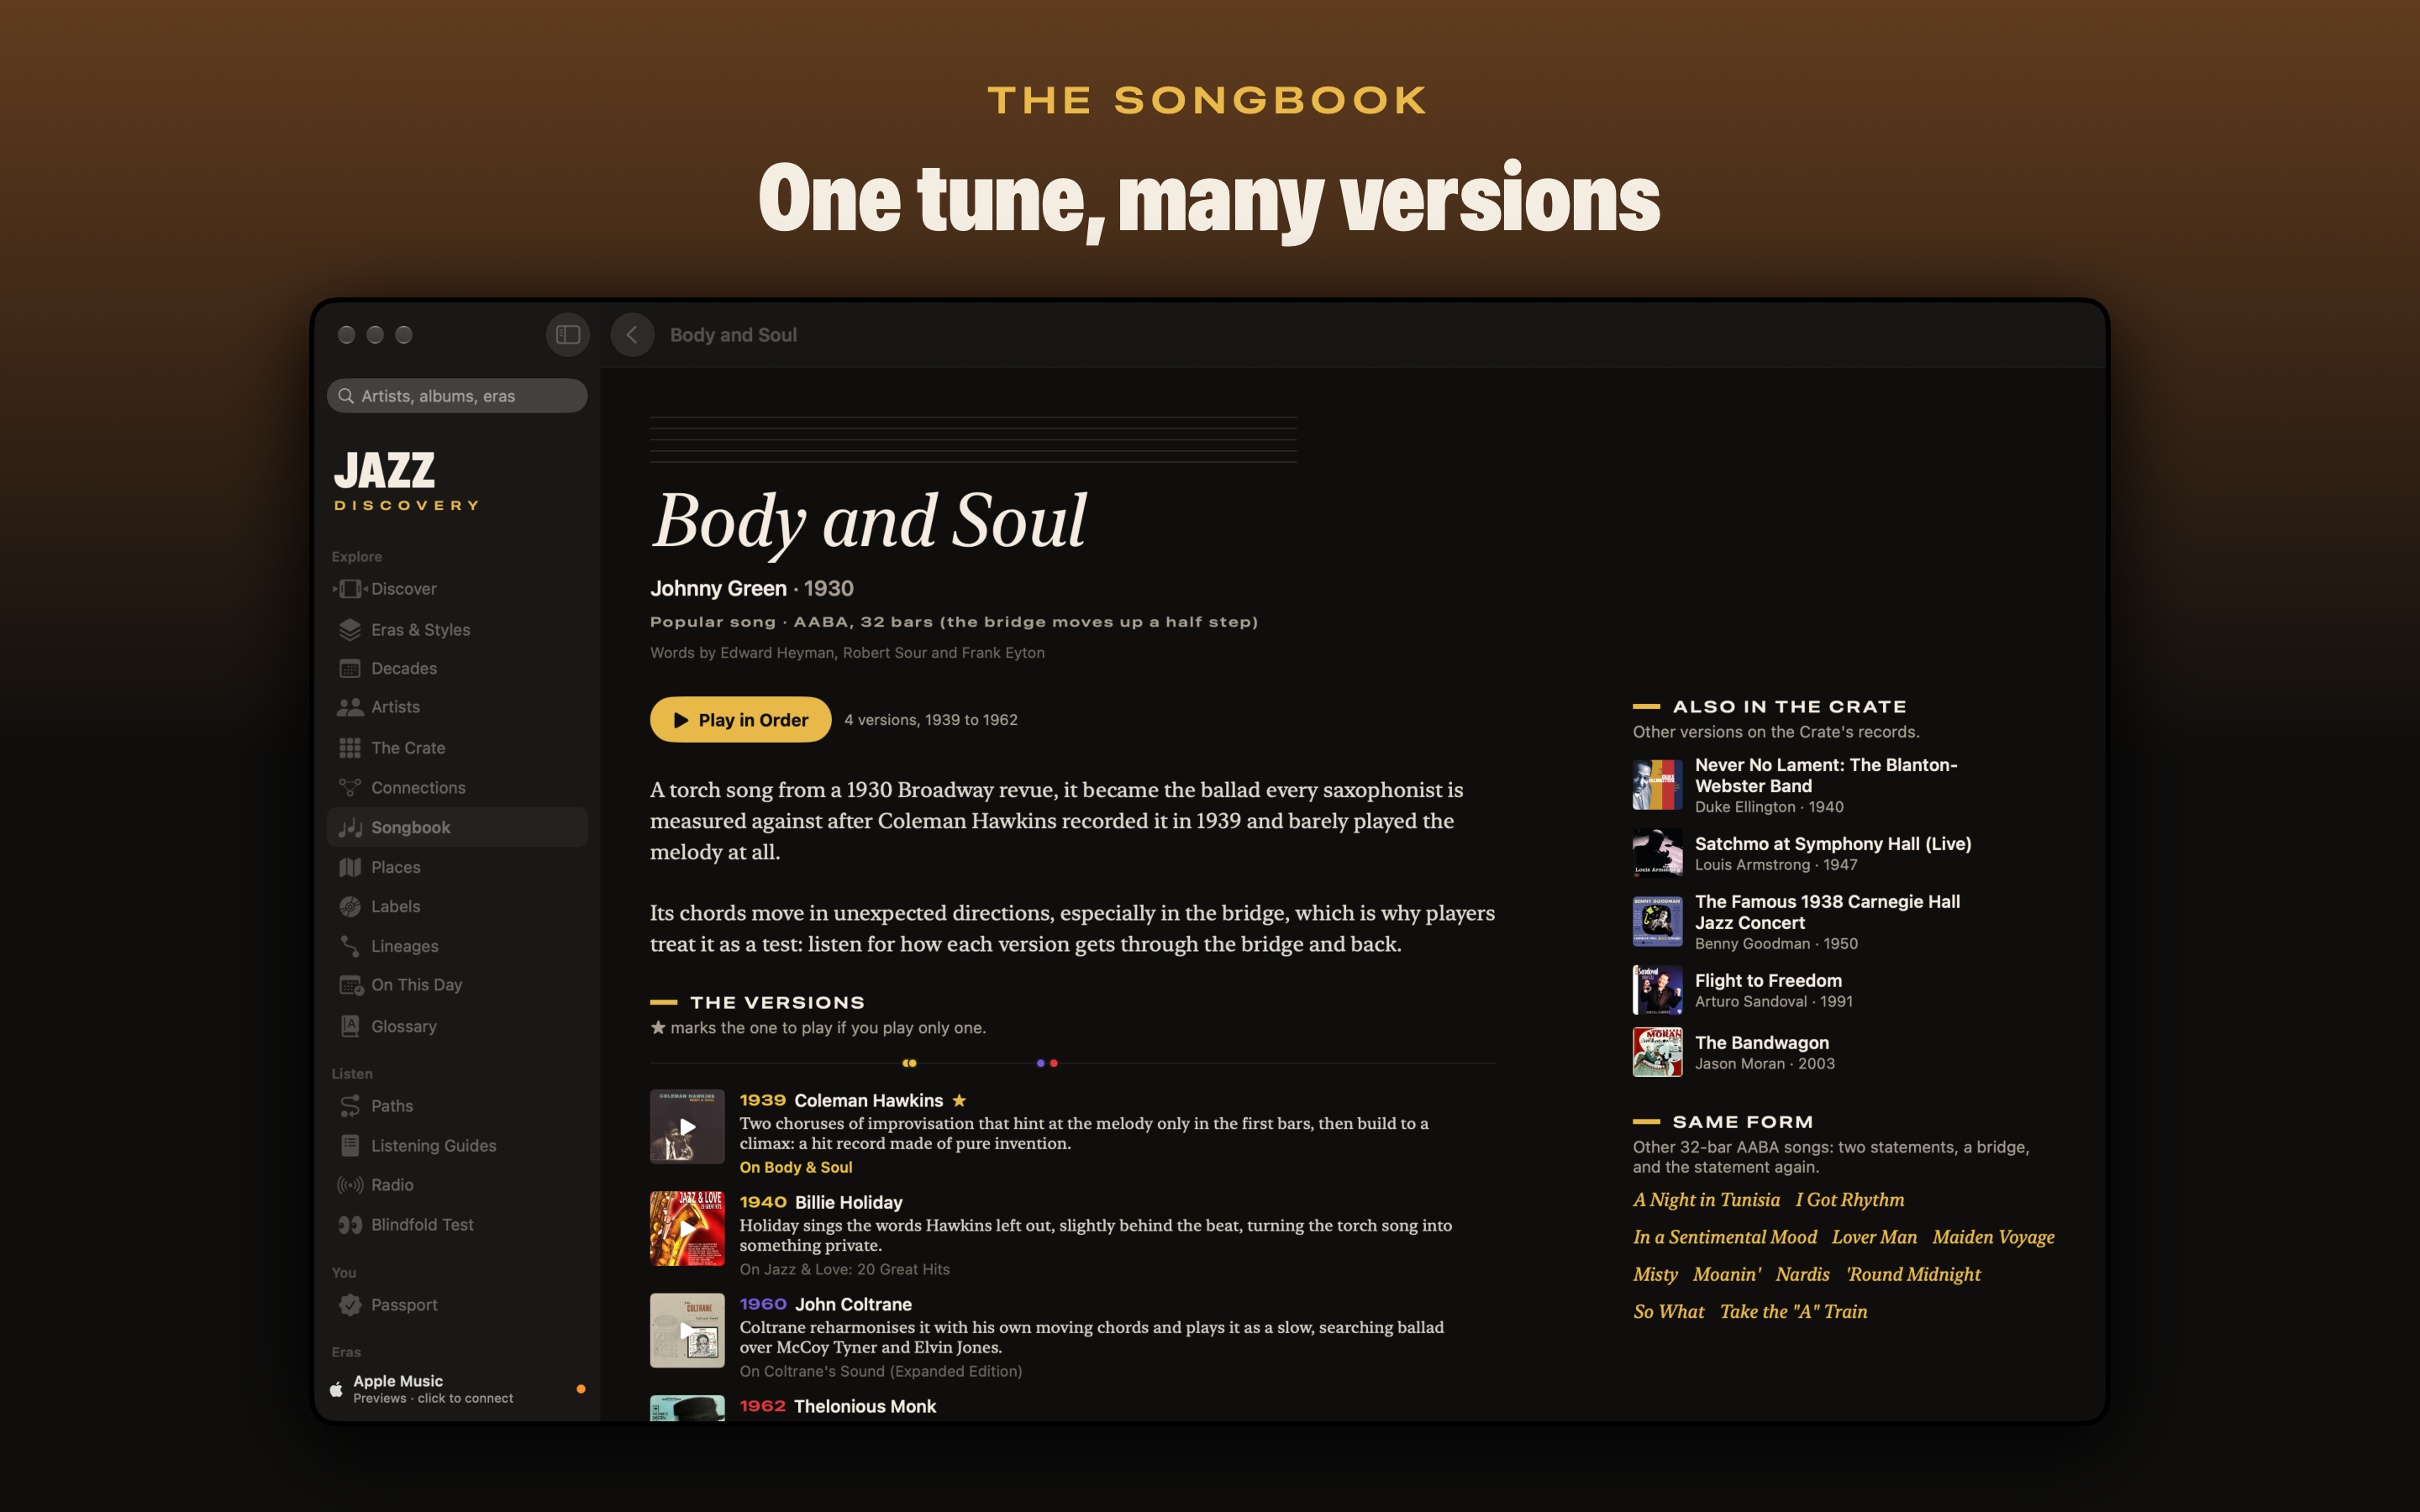 THE SONGBOOK
One tune, many versions
Body and Soul
Artists, albums, eras
JAZZ
DISCOVERY
Explore
Discover
Eras & Styles
Decades
Artists
The Crate
Connections
Songbook
Places
Labels
Lineages
On This Day
Glossary
Listen
Paths
Listening Guides
Radio
Blindfold Test
You
Passport
Eras
Apple Music
Previews · click to connect
Body and Soul
Johnny Green · 1930
Popular song · AABA, 32 bars (the bridge moves up a half step)
Words by Edward Heyman, Robert Sour and Frank Eyton
Play in Order
4 versions, 1939 to 1962
A torch song from a 1930 Broadway revue, it became the ballad every saxophonist is
measured against after Coleman Hawkins recorded it in 1939 and barely played the
melody at all.
Its chords move in unexpected directions, especially in the bridge, which is why players
treat it as a test: listen for how each version gets through the bridge and back.
THE VERSIONS
★ marks the one to play if you play only one.
COLEMAN HAWKINS
1939 Coleman Hawkins ★
Two choruses of improvisation that hint at the melody only in the first bars, then build to a
climax: a hit record made of pure invention.
On Body & Soul
JAZZ & LOVE
1940 Billie Holiday
Holiday sings the words Hawkins left out, slightly behind the beat, turning the torch song into
something private.
On Jazz & Love: 20 Great Hits
COLTRANE
1960 John Coltrane
Coltrane reharmonises it with his own moving chords and plays it as a slow, searching ballad
over McCoy Tyner and Elvin Jones.
On Coltrane's Sound (Expanded Edition)
1962 Thelonious Monk
ALSO IN THE CRATE
Other versions on the Crate's records.
Never No Lament: The Blanton-
Webster Band
Duke Ellington · 1940
Satchmo at Symphony Hall (Live)
Louis Armstrong · 1947
BENNY GOODMAN
The Famous 1938 Carnegie Hall
Jazz Concert
Benny Goodman · 1950
Sandoval
Flight to Freedom
Arturo Sandoval · 1991
MORAN
The Bandwagon
Jason Moran · 2003
SAME FORM
Other 32-bar AABA songs: two statements, a bridge,
and the statement again.
A Night in Tunisia I Got Rhythm
In a Sentimental Mood Lover Man Maiden Voyage
Misty Moanin' Nardis 'Round Midnight
So What Take the "A" Train